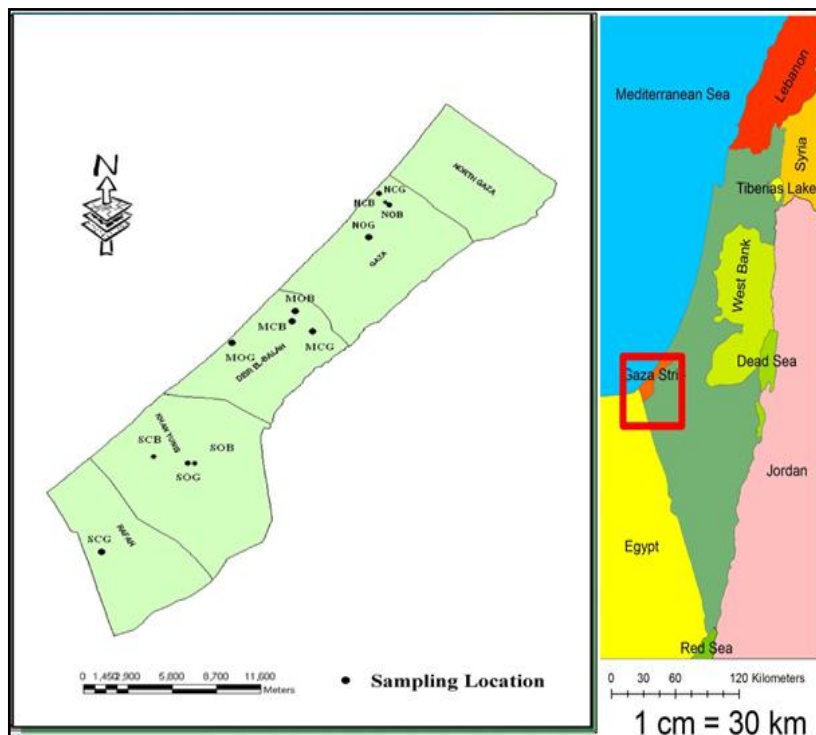 N
NORTH GAZA
NCG
NCB
NOB
NOG
GAZA
MOB
MCB
MCG
MOG
DEIR EL-BALAH
KHAN YUNIS
SCB
SOB
SOG
RAFAH
SCG
0 1,450 2,900 5,800 8,700 11,600
Meters
Sampling Location
Lebanon
Mediterranean Sea
Syria
Tiberias Lake
West Bank
Dead Sea
Gaza Stri
Jordan
Egypt
Red Sea
0 30 60 120 Kilometers
1 cm = 30 km